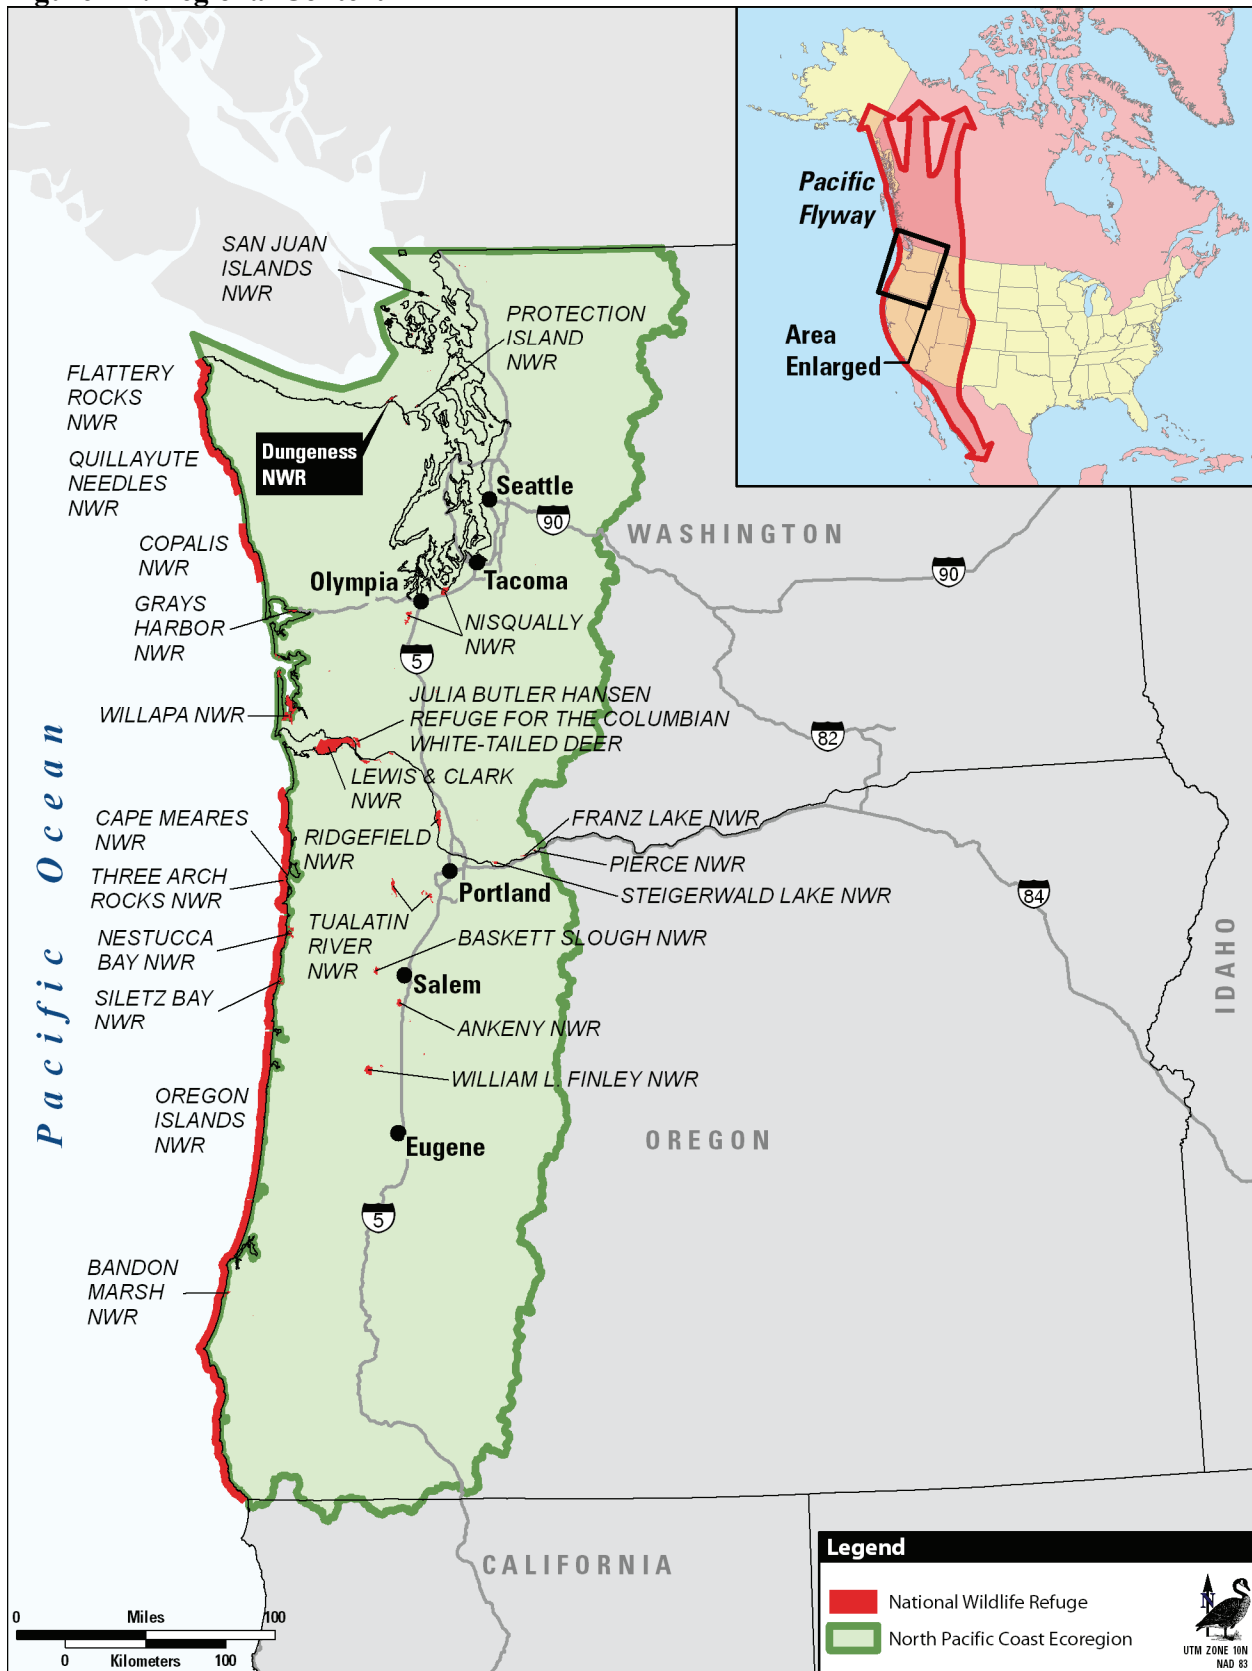 Pacific
Flyway
Area
Enlarged
SAN JUAN
ISLANDS
NWR
PROTECTION
ISLAND
NWR
FLATTERY
ROCKS
NWR
Dungeness
NWR
QUILLAYUTE
NEEDLES
NWR
Seattle
90
WASHINGTON
COPALIS
NWR
90
Olympia
Tacoma
GRAYS
HARBOR
NWR
NISQUALLY
NWR
5
JULIA BUTLER HANSEN
REFUGE FOR THE COLUMBIAN
WHITE-TAILED DEER
WILLAPA NWR
82
LEWIS & CLARK
NWR
CAPE MEARES
NWR
RIDGEFIELD
NWR
FRANZ LAKE NWR
PIERCE NWR
STEIGERWALD LAKE NWR
THREE ARCH
ROCKS NWR
Portland
84
NESTUCCA
BAY NWR
TUALATIN
RIVER
NWR
BASKETT SLOUGH NWR
IDAHO
SILETZ BAY
NWR
Salem
ANKENY NWR
WILLIAM L. FINLEY NWR
Pacific Ocean
OREGON
ISLANDS
NWR
Eugene
OREGON
5
BANDON
MARSH
NWR
CALIFORNIA
0 Miles 100
0 Kilometers 100
Legend
National Wildlife Refuge
North Pacific Coast Ecoregion
N
UTM ZONE 10N
NAD 83